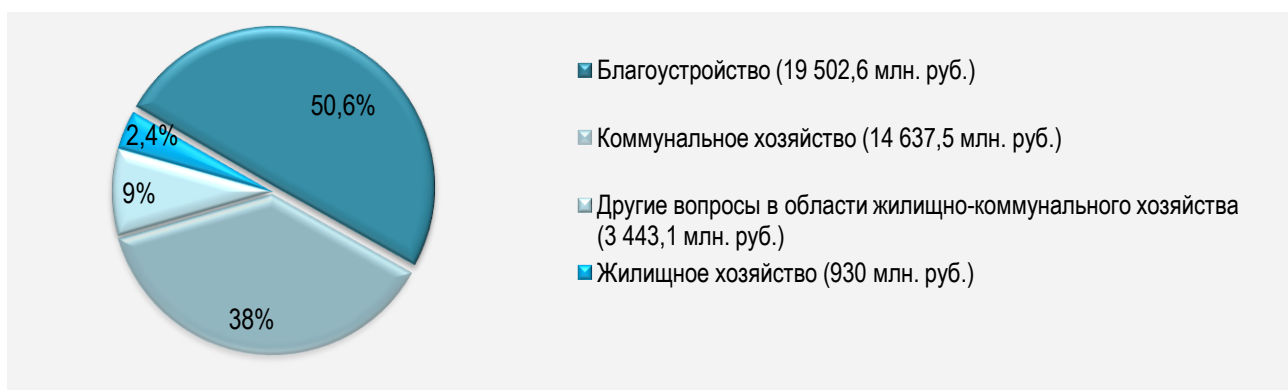 50,6%
2,4%
9%
38%
Благоустройство (19 502,6 млн. руб.)
Коммунальное хозяйство (14 637,5 млн. руб.)
Другие вопросы в области жилищно-коммунального хозяйства
(3 443,1 млн. руб.)
Жилищное хозяйство (930 млн. руб.)